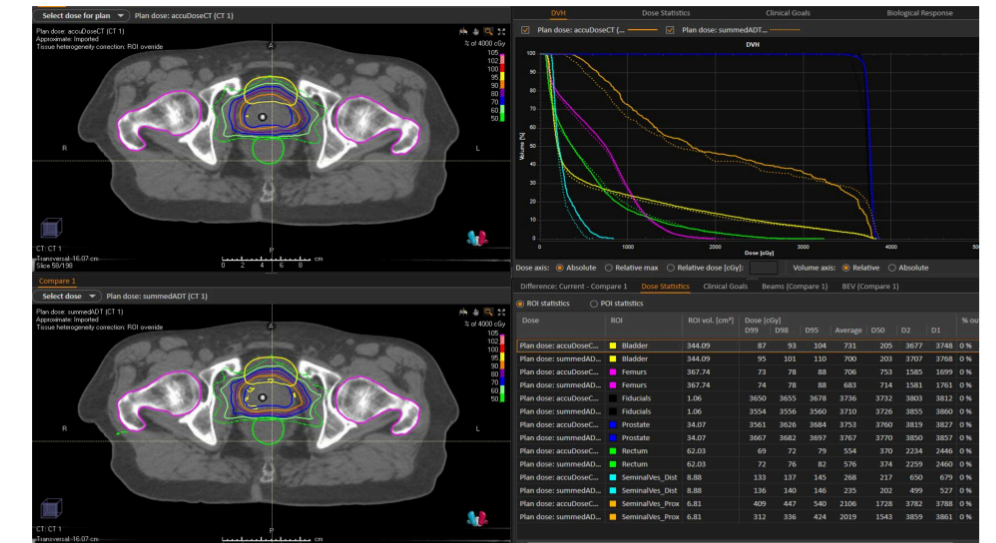 Select dose for plan Plan dose: accuDoseCT (CT 1)
Plan dose: accuDoseCT (CT 1)
Approximate: Imported
Tissue heterogeneity correction: ROI override
% of 4000 cGy
105
102
100
95
90
80
70
60
50
A
R
L
P
CT: CT 1
Transversal-16.07 cm
Slice 58/198
0 2 4 6 8 cm
Compare 1
Select dose Plan dose: summedADT (CT 1)
Plan dose: summedADT (CT 1)
Approximate: Imported
Tissue heterogeneity correction: ROI override
% of 4000 cGy
105
102
100
95
90
80
70
60
50
A
R
L
P
CT: CT 1
Transversal-16.07 cm
cm
DVH Dose Statistics Clinical Goals Biological Response
Plan dose: accuDoseCT (... Plan dose: summedADT...
DVH
100
90
80
70
60
50
40
30
20
10
0
Volume [%]
0 1000 2000 3000 4000
Dose [cGy]
Dose axis: Absolute Relative max Relative dose [cGy]: Volume axis: Relative Absolute
Difference: Current - Compare 1 Dose Statistics Clinical Goals Beams (Compare 1) BEV (Compare 1)
ROI statistics POI statistics
Dose ROI ROI vol. [cm³] Dose [cGy] % ou
D99 D98 D95 Average D50 D2 D1
Plan dose: accuDoseC... Bladder 344.09 87 93 104 731 205 3677 3748 0 %
Plan dose: summedAD... Bladder 344.09 95 101 110 700 203 3707 3768 0 %
Plan dose: accuDoseC... Femurs 367.74 73 78 88 706 753 1585 1699 0 %
Plan dose: summedAD... Femurs 367.74 74 78 88 683 714 1581 1761 0 %
Plan dose: accuDoseC... Fiducials 1.06 3650 3655 3678 3736 3732 3803 3812 0 %
Plan dose: summedAD... Fiducials 1.06 3554 3556 3560 3710 3726 3855 3860 0 %
Plan dose: accuDoseC... Prostate 34.07 3561 3626 3684 3753 3760 3819 3827 0 %
Plan dose: summedAD... Prostate 34.07 3667 3682 3697 3767 3770 3850 3857 0 %
Plan dose: accuDoseC... Rectum 62.03 69 72 79 554 370 2234 2446 0 %
Plan dose: summedAD... Rectum 62.03 72 76 82 576 374 2259 2460 0 %
Plan dose: accuDoseC... SeminalVes_Dist 8.88 133 137 145 268 217 650 679 0 %
Plan dose: summedAD... SeminalVes_Dist 8.88 136 140 146 235 202 499 527 0 %
Plan dose: accuDoseC... SeminalVes_Prox 6.81 409 447 540 2106 1728 3782 3788 0 %
Plan dose: summedAD... SeminalVes_Prox 6.81 312 336 424 2019 1543 3859 3861 0 %